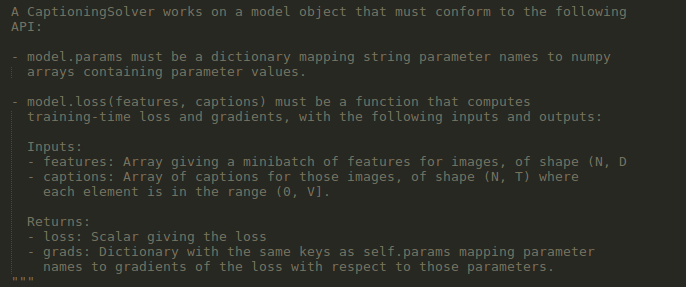 A CaptioningSolver works on a model object that must conform to the following
API:

- model.params must be a dictionary mapping string parameter names to numpy
  arrays containing parameter values.

- model.loss(features, captions) must be a function that computes
  training-time loss and gradients, with the following inputs and outputs:

  Inputs:
  - features: Array giving a minibatch of features for images, of shape (N, D
  - captions: Array of captions for those images, of shape (N, T) where
    each element is in the range (0, V].

  Returns:
  - loss: Scalar giving the loss
  - grads: Dictionary with the same keys as self.params mapping parameter
    names to gradients of the loss with respect to those parameters.
"""